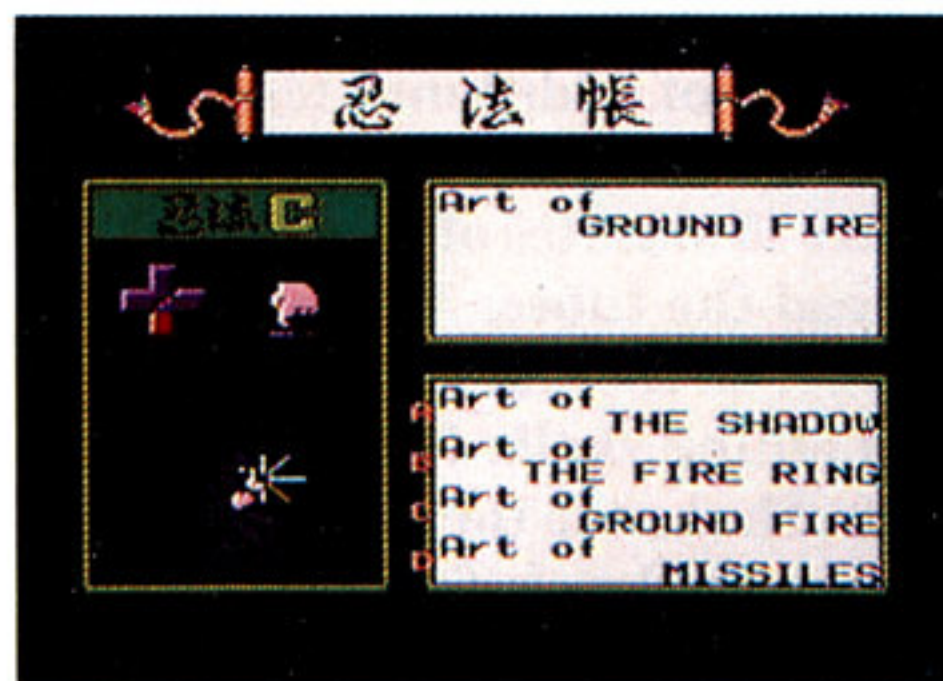 忍法帳
忍法 C
Art of
GROUND FIRE
A Art of
THE SHADOW
B Art of
THE FIRE RING
C Art of
GROUND FIRE
D Art of
MISSILES